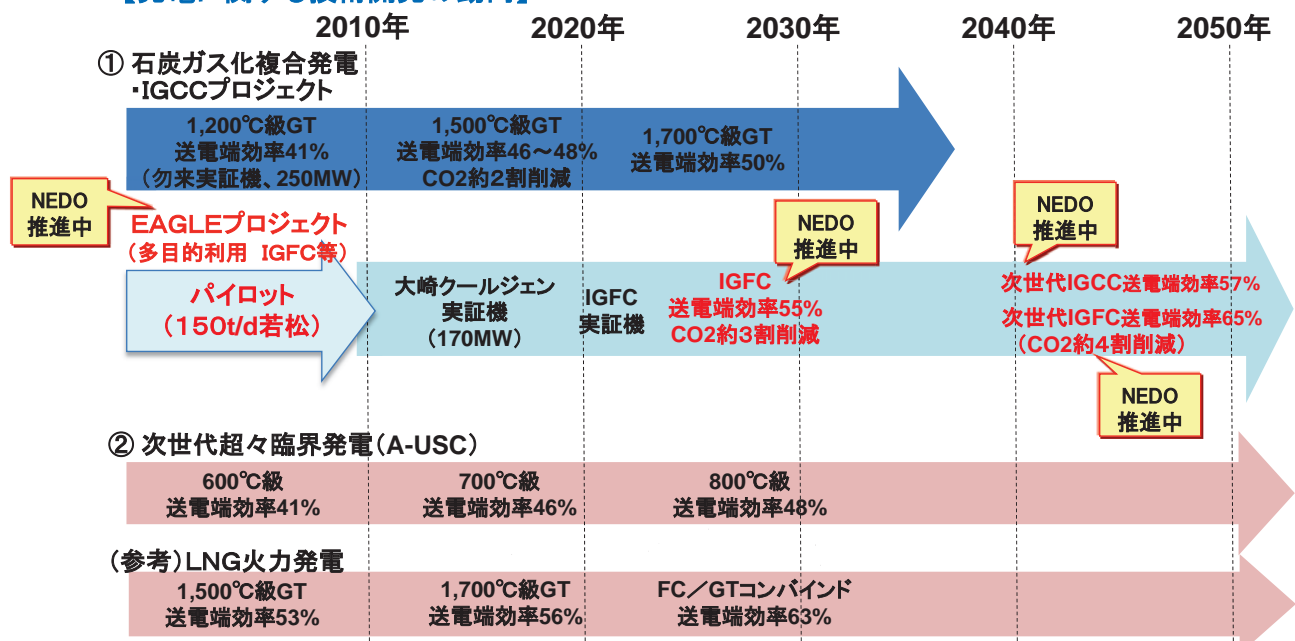 【発電に関する技術開発の動向】
2010年
2020年
2030年
2040年
2050年
① 石炭ガス化複合発電
・IGCCプロジェクト
1,200℃級GT
送電端効率41%
（勿来実証機、250MW）
1,500℃級GT
送電端効率46～48%
CO2約２割削減
1,700℃級GT
送電端効率50%
NEDO
推進中
EAGLEプロジェクト
（多目的利用 IGFC等）
パイロット
（150t/d若松）
大崎クールジェン
実証機
（170MW）
IGFC
実証機
NEDO
推進中
IGFC
送電端効率55%
CO2約３割削減
NEDO
推進中
次世代IGCC送電端効率57%
次世代IGFC送電端効率65%
（CO2約４割削減）
NEDO
推進中
② 次世代超々臨界発電（A-USC）
600℃級
送電端効率41%
700℃級
送電端効率46%
800℃級
送電端効率48%
（参考）LNG火力発電
1,500℃級GT
送電端効率53%
1,700℃級GT
送電端効率56%
FC／GTコンバインド
送電端効率63%